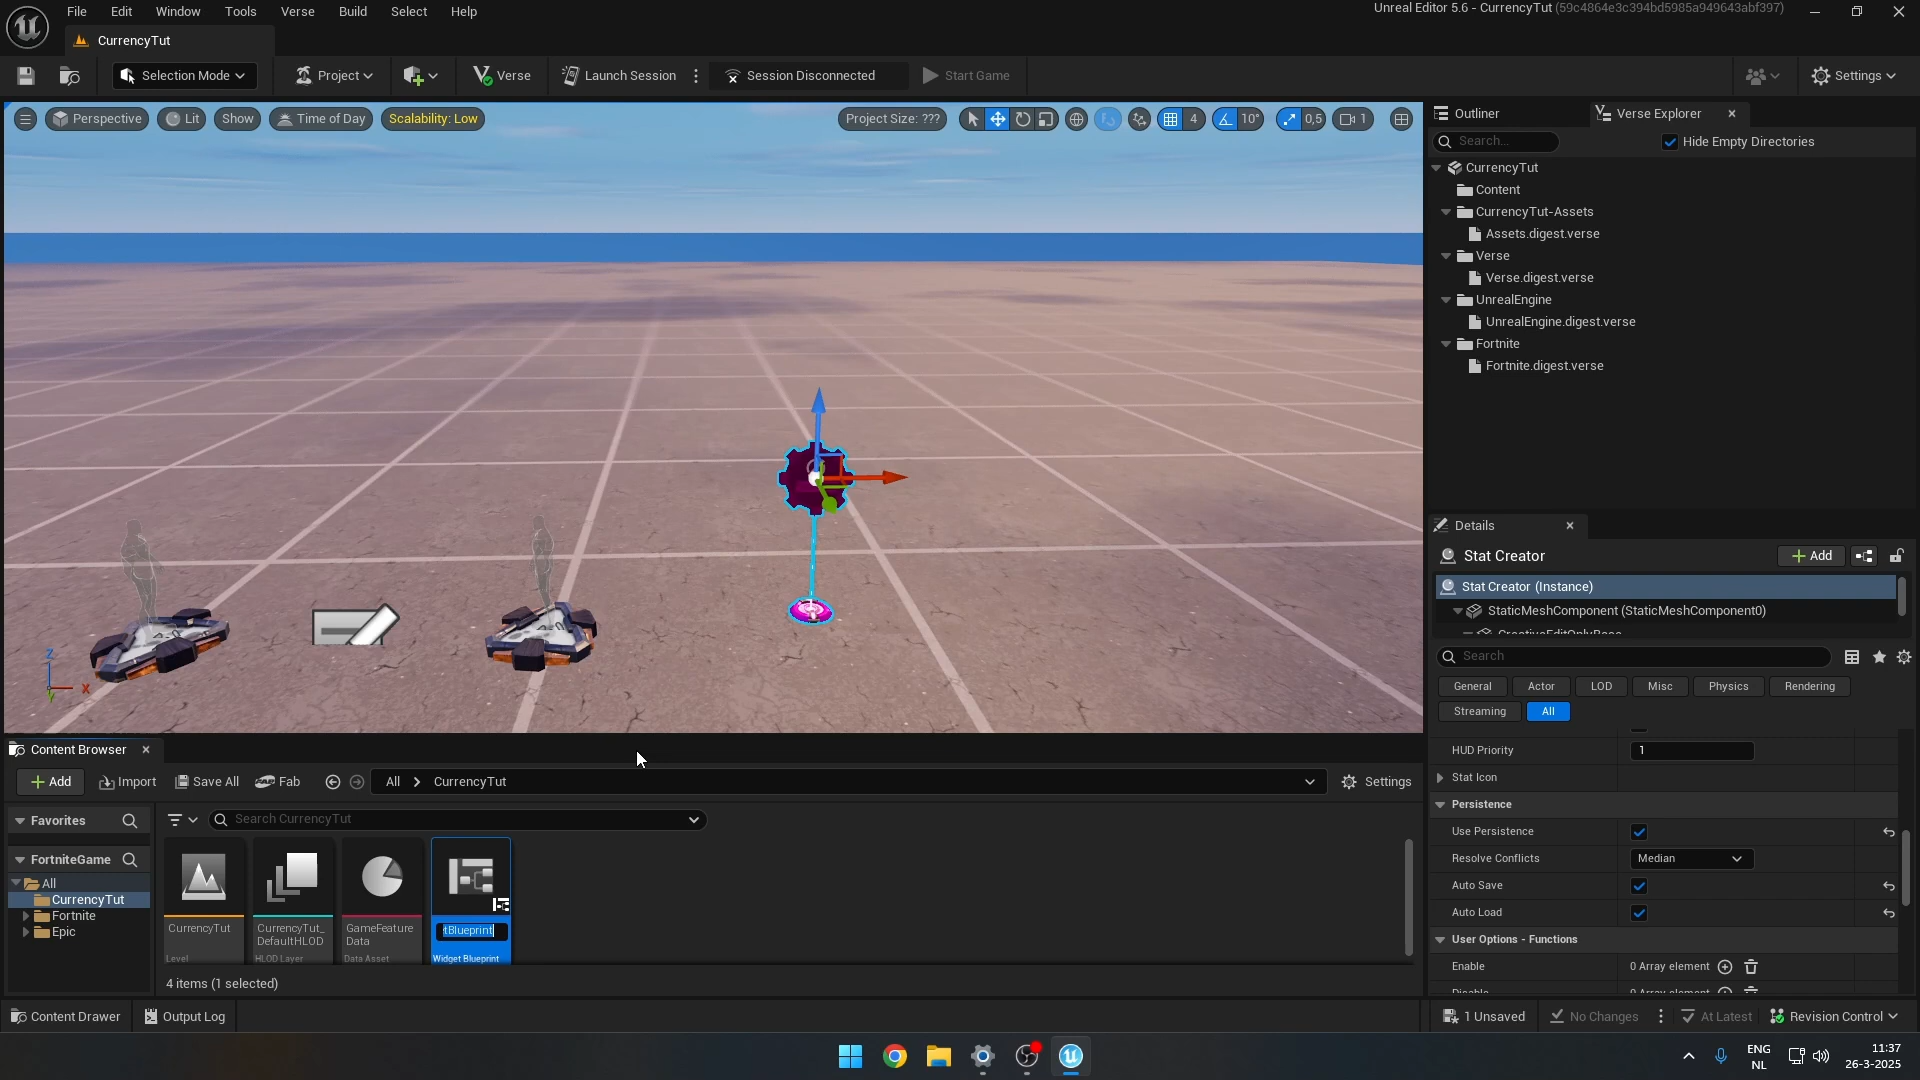 File Edit Window Tools Verse Build Select Help
Unreal Editor 5.6 - CurrencyTut (59c4864e3c394bd5985a949643abf397)
CurrencyTut
Selection Mode
Project
Verse
Launch Session
Session Disconnected
Start Game
Settings
Perspective
Lit
Show
Time of Day
Scalability: Low
Project Size: ???
4
10°
0,5
1
Outliner
Verse Explorer
Search...
Hide Empty Directories
CurrencyTut
Content
CurrencyTut-Assets
Assets.digest.verse
Verse
Verse.digest.verse
UnrealEngine
UnrealEngine.digest.verse
Fortnite
Fortnite.digest.verse
Details
Stat Creator
Add
Stat Creator (Instance)
StaticMeshComponent (StaticMeshComponent0)
CreativeEditOnlyBase
Search
General Actor LOD Misc Physics Rendering
Streaming All
HUD Priority 1
Stat Icon
Persistence
Use Persistence
Resolve Conflicts Median
Auto Save
Auto Load
User Options - Functions
Enable 0 Array element
Disable 0 Array element
Z
X
Y
Content Browser
Add
Import
Save All
Fab
All
CurrencyTut
Settings
Favorites
Search CurrencyTut
FortniteGame
All
CurrencyTut
Fortnite
Epic
CurrencyTut
Level
CurrencyTut_
DefaultHLOD
HLOD Layer
GameFeature
Data
Data Asset
tBlueprint
Widget Blueprint
4 items (1 selected)
Content Drawer
Output Log
1 Unsaved
No Changes
At Latest
Revision Control
ENG
NL
11:37
26-3-2025